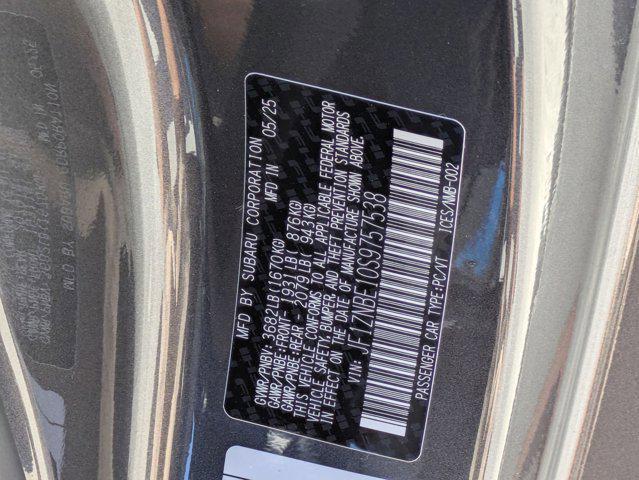 MFD BY SUBARU CORPORATION
MFD IN 05/25
GVWR/PNBV: 3682LB(1670KG)
GAWR/PNBE:FRONT- 1931LB( 876KG)
GAWR/PNBE:REAR - 2079LB( 943KG)
THIS VEHICLE CONFORMS TO ALL APPLICABLE FEDERAL MOTOR
VEHICLE SAFETY, BUMPER AND THEFT PREVENTION STANDARDS
IN EFFECT ON THE DATE OF MANUFACTURE SHOWN ABOVE.
VIN: JF1ZNBE10S9757538
PASSENGER CAR TYPE:PC/VT ICES/NMB-002